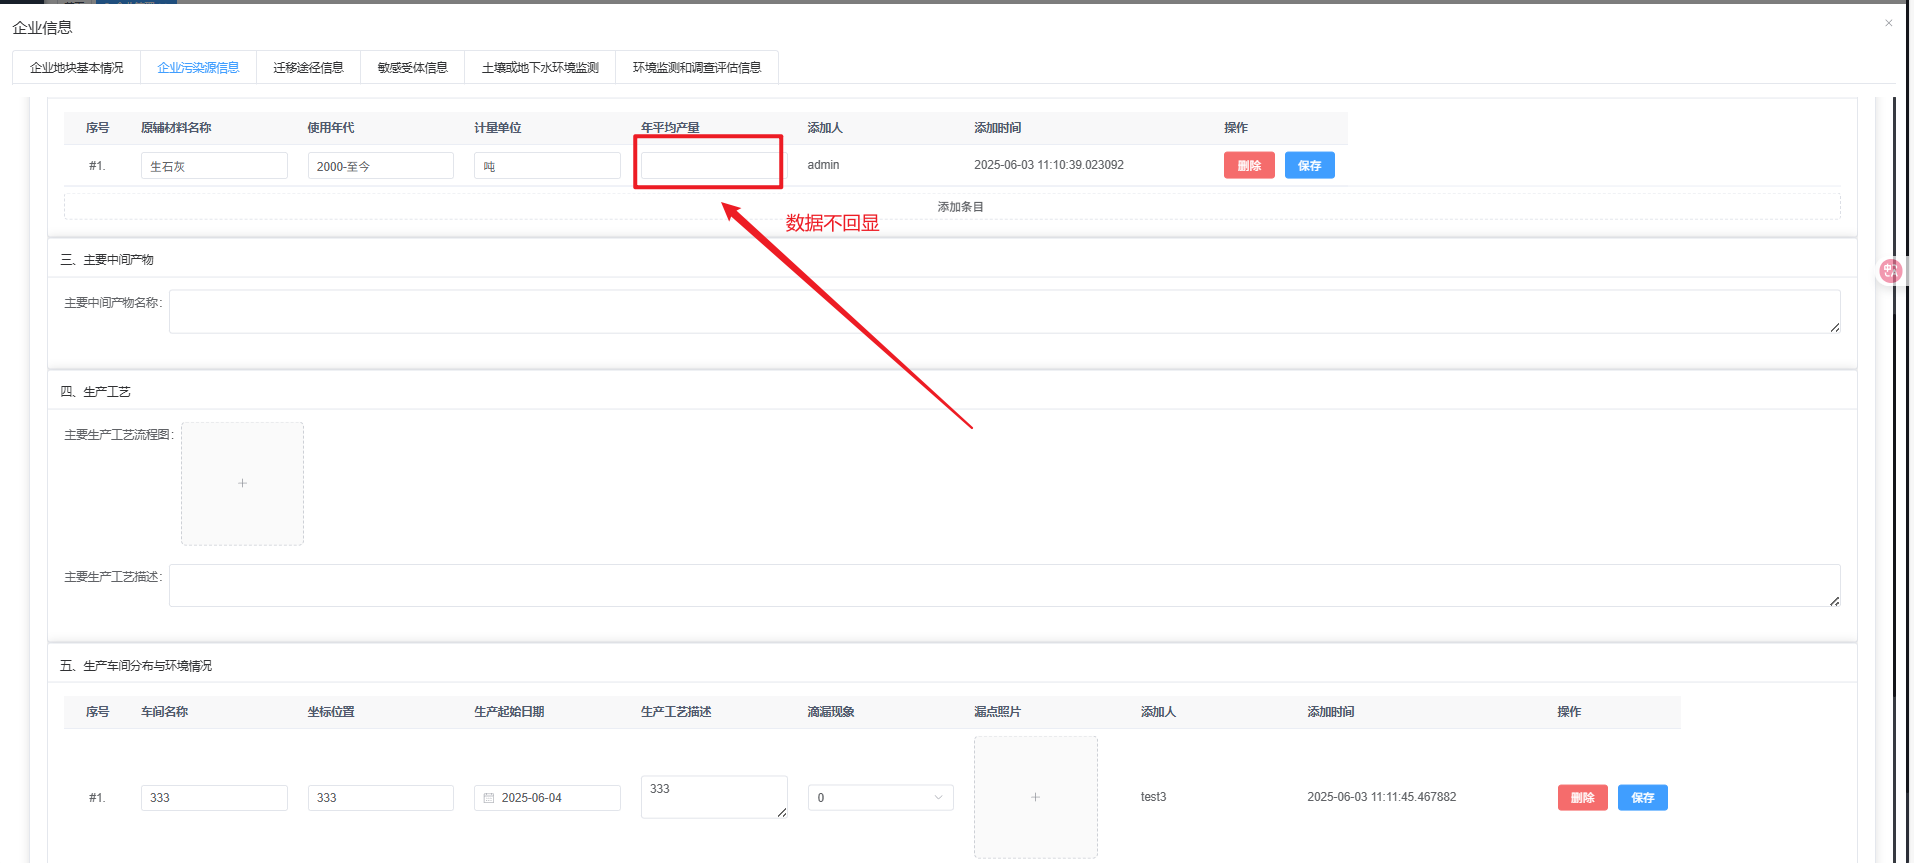 企业信息
企业地块基本情况 企业污染源信息 迁移途径信息 敏感受体信息 土壤或地下水环境监测 环境监测和调查评估信息
序号 原辅材料名称 使用年代 计量单位 年平均产量 添加人 添加时间 操作
#1. 生石灰 2000-至今 吨 admin 2025-06-03 11:10:39.023092 删除 保存
添加条目
数据不回显
三、主要中间产物
主要中间产物名称:
四、生产工艺
主要生产工艺流程图:
主要生产工艺描述:
五、生产车间分布与环境情况
序号 车间名称 坐标位置 生产起始日期 生产工艺描述 滴漏现象 漏点照片 添加人 添加时间 操作
#1. 333 333 2025-06-04 333 0 test3 2025-06-03 11:11:45.467882 删除 保存